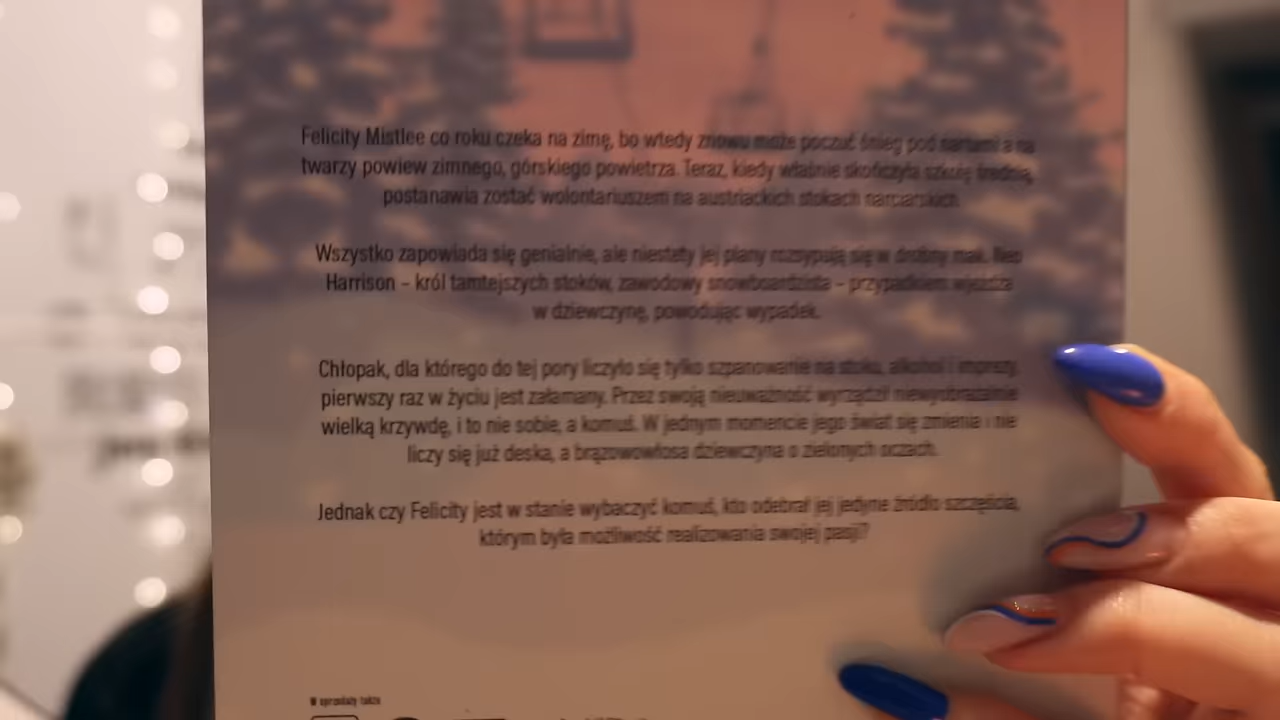 Felicity Mistlee co roku czeka na zimę, bo wtedy znowu może poczuć śnieg pod nartami a na
twarzy powiew zimnego, górskiego powietrza. Teraz, kiedy właśnie skończyła szkołę średnią,
postanawia zostać wolontariuszem na austriackich stokach narciarskich.
Wszystko zapowiada się genialnie, ale niestety jej plany rozsypują się w drobny mak. Neo
Harrison – król tamtejszych stoków, zawodowy snowboardzista – przypadkiem wjeżdża
w dziewczynę, powodując wypadek.
Chłopak, dla którego do tej pory liczyło się tylko szpanowanie na stoku, alkohol i imprezy,
pierwszy raz w życiu jest załamany. Przez swoją nieuważność wyrządził niewyobrażalnie
wielką krzywdę, i to nie sobie, a komuś. W jednym momencie jego świat się zmienia i nie
liczy się już deska, a brązowowłosa dziewczyna o zielonych oczach.
Jednak czy Felicity jest w stanie wybaczyć komuś, kto odebrał jej jedyne źródło szczęścia,
którym była możliwość realizowania swojej pasji?
W sprzedaży także